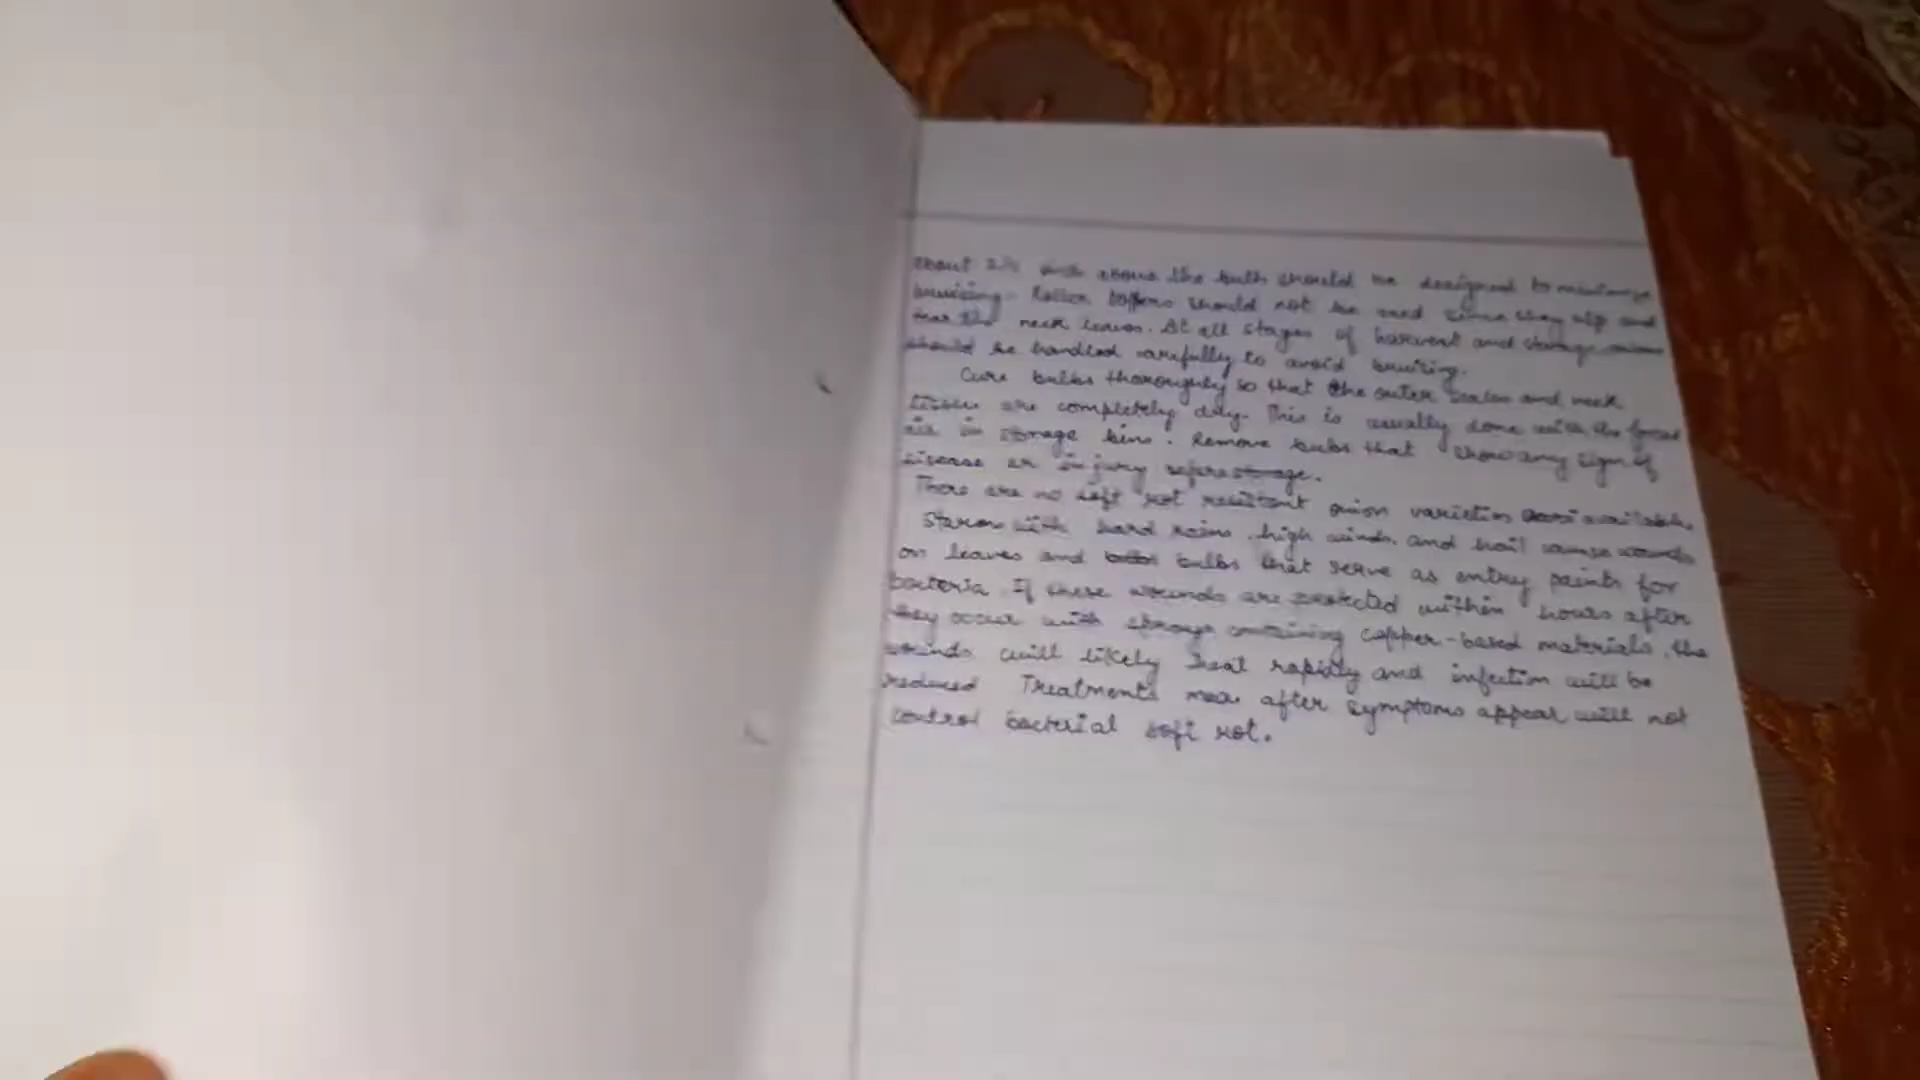 about above the bulb should be designed to minimize
bruising. Roller toppers should not be used since they rip and
tear the neck leaves. At all stages of harvest and storage, onions
should be handled carefully to avoid bruising.
Cure bulbs thoroughly so that the outer scales and neck
tissue are completely dry. This is usually done with the forced
air in storage bins. Remove bulbs that show any sign of
disease or injury storage.
There are no soft rot resistant onion varieties available.
with hard rains, high winds, and hail cause wounds
on leaves and bulbs that serve as entry points for
bacteria. If these wounds are protected within hours after
they occur with sprays containing copper-based materials, the
wounds will likely heal rapidly and infection will be
reduced Treatments after symptoms appear will not
control bacterial soft rot.